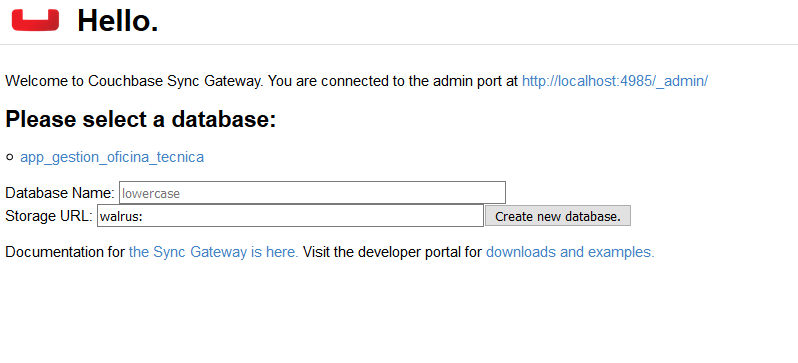 Hello.
Welcome to Couchbase Sync Gateway. You are connected to the admin port at http://localhost:4985/_admin/
Please select a database:
app_gestion_oficina_tecnica
Database Name: lowercase
Storage URL: walrus: Create new database.
Documentation for the Sync Gateway is here. Visit the developer portal for downloads and examples.